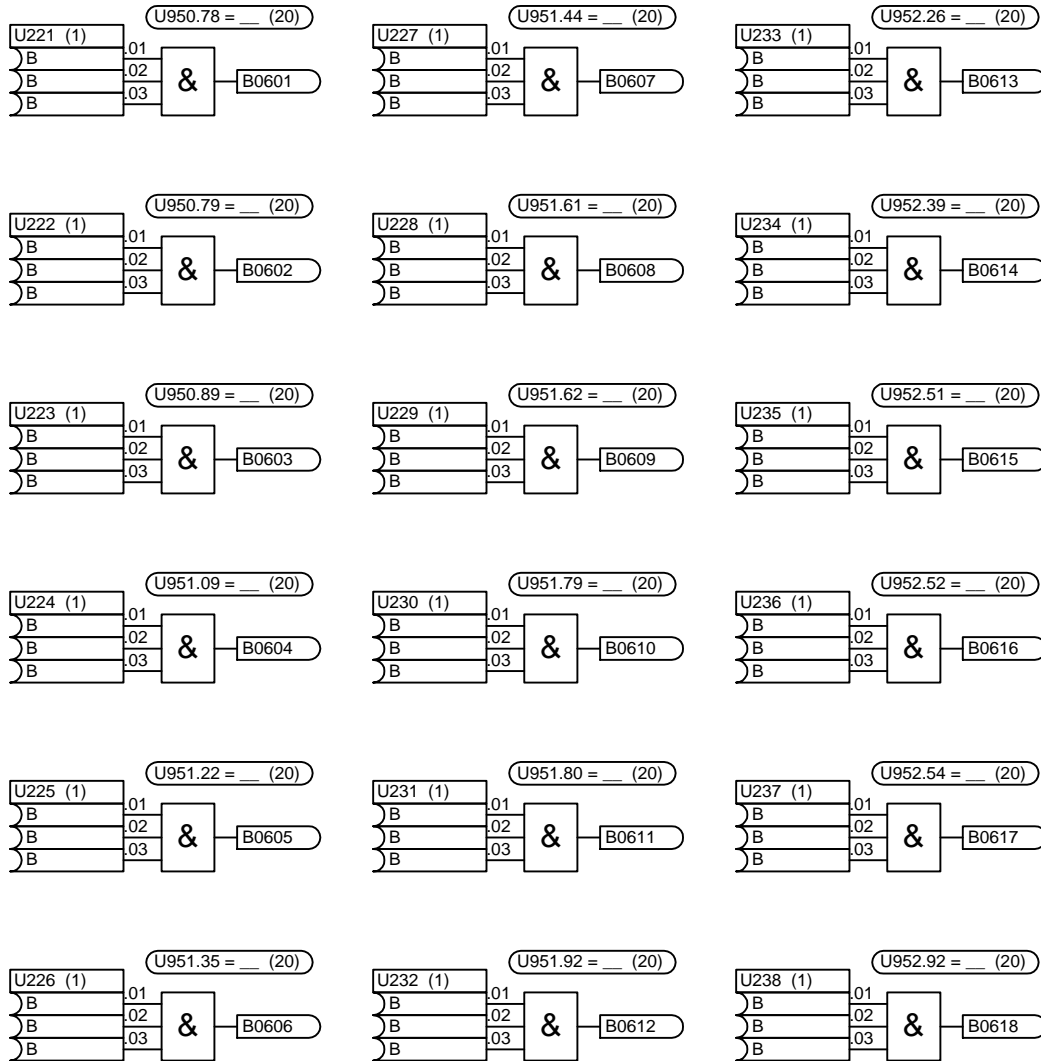 U950.78 = __ (20)
U221 (1)
B .01
B .02
B .03
&
B0601
U951.44 = __ (20)
U227 (1)
B .01
B .02
B .03
&
B0607
U952.26 = __ (20)
U233 (1)
B .01
B .02
B .03
&
B0613
U950.79 = __ (20)
U222 (1)
B .01
B .02
B .03
&
B0602
U951.61 = __ (20)
U228 (1)
B .01
B .02
B .03
&
B0608
U952.39 = __ (20)
U234 (1)
B .01
B .02
B .03
&
B0614
U950.89 = __ (20)
U223 (1)
B .01
B .02
B .03
&
B0603
U951.62 = __ (20)
U229 (1)
B .01
B .02
B .03
&
B0609
U952.51 = __ (20)
U235 (1)
B .01
B .02
B .03
&
B0615
U951.09 = __ (20)
U224 (1)
B .01
B .02
B .03
&
B0604
U951.79 = __ (20)
U230 (1)
B .01
B .02
B .03
&
B0610
U952.52 = __ (20)
U236 (1)
B .01
B .02
B .03
&
B0616
U951.22 = __ (20)
U225 (1)
B .01
B .02
B .03
&
B0605
U951.80 = __ (20)
U231 (1)
B .01
B .02
B .03
&
B0611
U952.54 = __ (20)
U237 (1)
B .01
B .02
B .03
&
B0617
U951.35 = __ (20)
U226 (1)
B .01
B .02
B .03
&
B0606
U951.92 = __ (20)
U232 (1)
B .01
B .02
B .03
&
B0612
U952.92 = __ (20)
U238 (1)
B .01
B .02
B .03
&
B0618